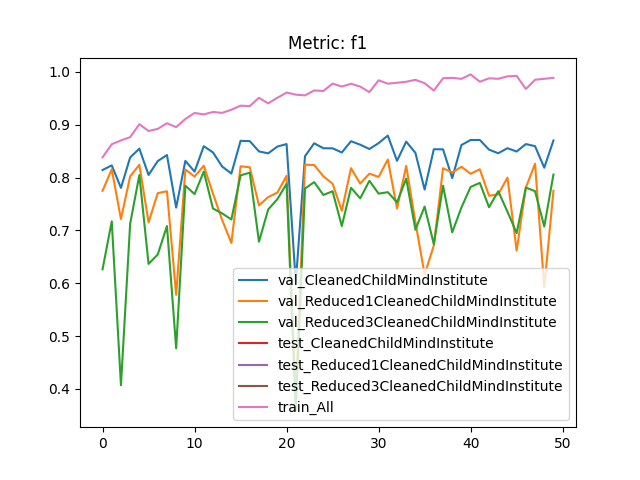 Metric: f1
1.0
0.9
0.8
0.7
0.6
0.5
0.4
val_CleanedChildMindInstitute
val_Reduced1CleanedChildMindInstitute
val_Reduced3CleanedChildMindInstitute
test_CleanedChildMindInstitute
test_Reduced1CleanedChildMindInstitute
test_Reduced3CleanedChildMindInstitute
train_All
0 10 20 30 40 50